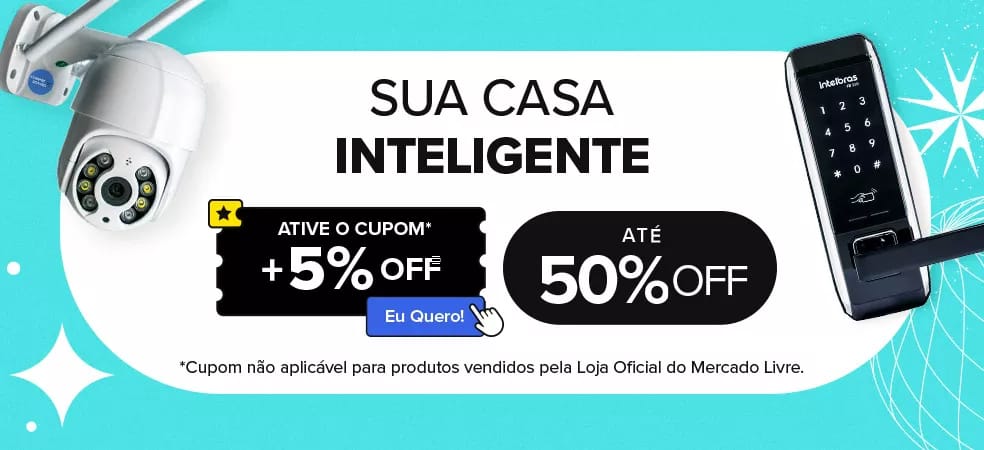 SUA CASA
INTELIGENTE
ATIVE O CUPOM*
+5% OFF
Eu Quero!
ATÉ
50% OFF
*Cupom não aplicável para produtos vendidos pela Loja Oficial do Mercado Livre.
intelbras
1 2 3
4 5 6
7 8 9
* 0 #